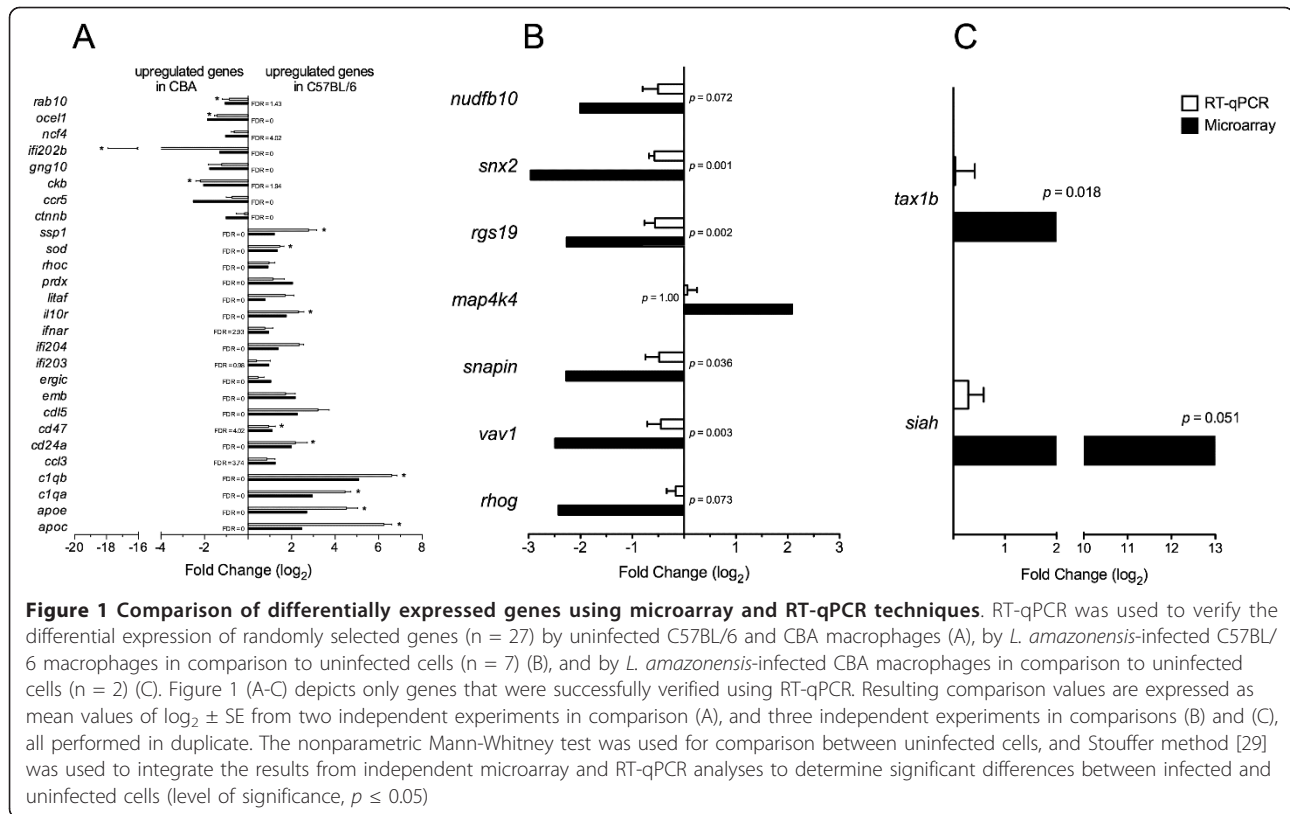 A
B
C
upregulated genes in CBA
upregulated genes in C57BL/6
rab10
FDR = 1.43
*
ocel1
FDR = 0
*
ncf4
FDR = 4.02
ifi202b
FDR = 0
*
gng10
FDR = 0
ckb
FDR = 1.84
*
ccr5
FDR = 0
ctnnb
FDR = 0
ssp1
FDR = 0
*
sod
FDR = 0
*
rhoc
FDR = 0
prdx
FDR = 0
litaf
FDR = 0
il10r
FDR = 0
*
ifnar
FDR = 2.93
ifi204
FDR = 0
ifi203
FDR = 0.98
ergic
FDR = 0
emb
FDR = 0
cdl5
FDR = 0
cd47
FDR = 4.02
*
cd24a
FDR = 0
*
ccl3
FDR = 3.74
c1qb
FDR = 0
*
c1qa
FDR = 0
*
apoe
FDR = 0
*
apoc
FDR = 0
*
-20 -18 -16 -4 -2 0 2 4 6 8
Fold Change (log2)
nudfb10
p = 0.072
snx2
p = 0.001
rgs19
p = 0.002
map4k4
p = 1.00
snapin
p = 0.036
vav1
p = 0.003
rhog
p = 0.073
-3 -2 -1 0 1 2 3
Fold Change (log2)
RT-qPCR
Microarray
tax1b
p = 0.018
siah
p = 0.051
1 2 10 11 12 13
Fold Change (log2)
Figure 1 Comparison of differentially expressed genes using microarray and RT-qPCR techniques. RT-qPCR was used to verify the
differential expression of randomly selected genes (n = 27) by uninfected C57BL/6 and CBA macrophages (A), by L. amazonensis-infected C57BL/
6 macrophages in comparison to uninfected cells (n = 7) (B), and by L. amazonensis-infected CBA macrophages in comparison to uninfected
cells (n = 2) (C). Figure 1 (A-C) depicts only genes that were successfully verified using RT-qPCR. Resulting comparison values are expressed as
mean values of log2 ± SE from two independent experiments in comparison (A), and three independent experiments in comparisons (B) and (C),
all performed in duplicate. The nonparametric Mann-Whitney test was used for comparison between uninfected cells, and Stouffer method [29]
was used to integrate the results from independent microarray and RT-qPCR analyses to determine significant differences between infected and
uninfected cells (level of significance, p ≤ 0.05)